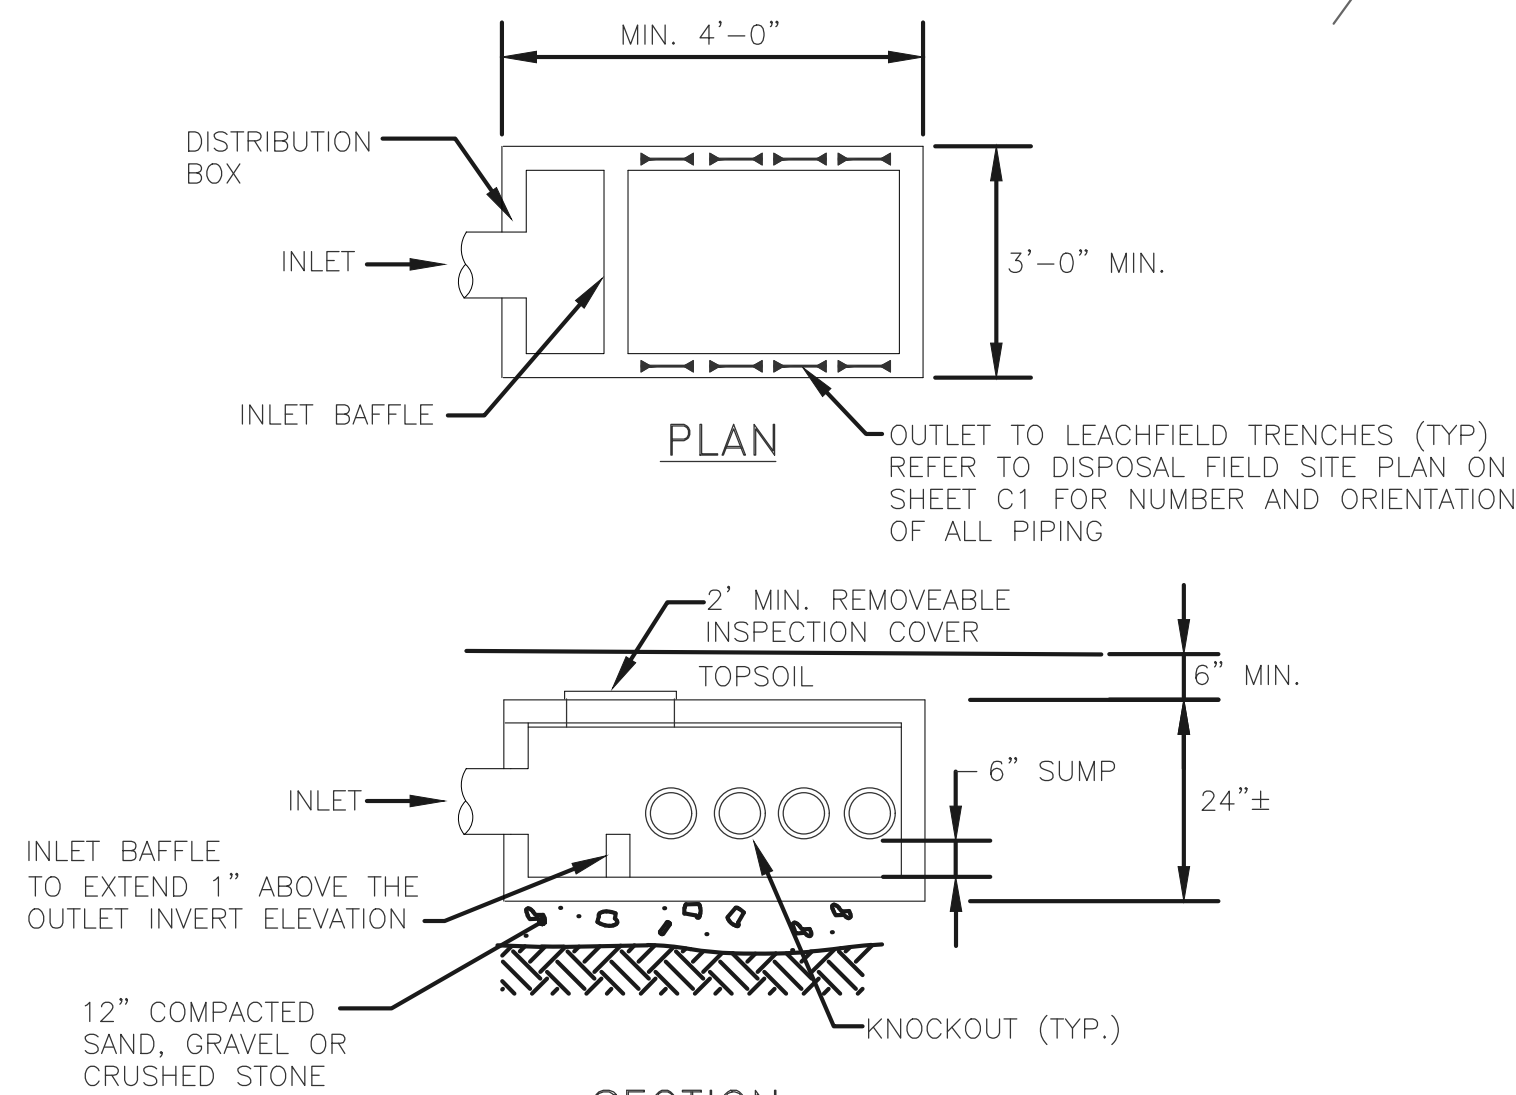 MIN. 4'-0"
DISTRIBUTION
BOX
INLET
3'-0" MIN.
INLET BAFFLE
PLAN
OUTLET TO LEACHFIELD TRENCHES (TYP)
REFER TO DISPOSAL FIELD SITE PLAN ON
SHEET C1 FOR NUMBER AND ORIENTATION
OF ALL PIPING
2' MIN. REMOVEABLE
INSPECTION COVER
TOPSOIL
6" MIN.
6" SUMP
INLET
24"±
INLET BAFFLE
TO EXTEND 1" ABOVE THE
OUTLET INVERT ELEVATION
12" COMPACTED
SAND, GRAVEL OR
CRUSHED STONE
KNOCKOUT (TYP.)
SECTION